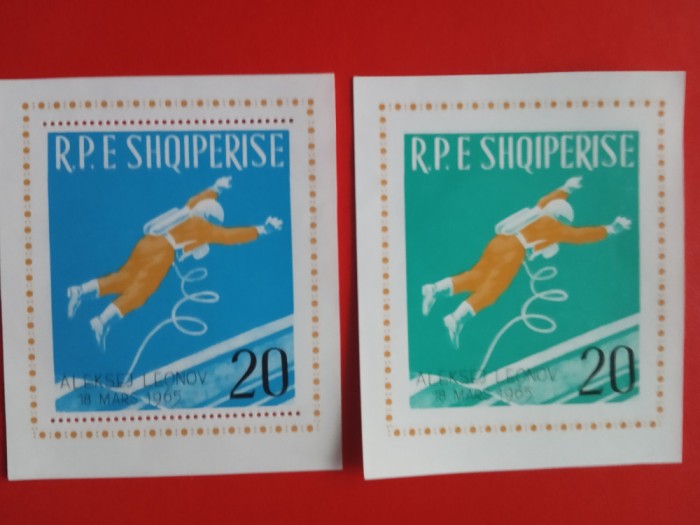 R.P.E SHQIPERISE
ALEKSEJ LEONOV
18 MARS 1965
20
R.P.E SHQIPERISE
ALEKSEJ LEONOV
18 MARS 1965
20